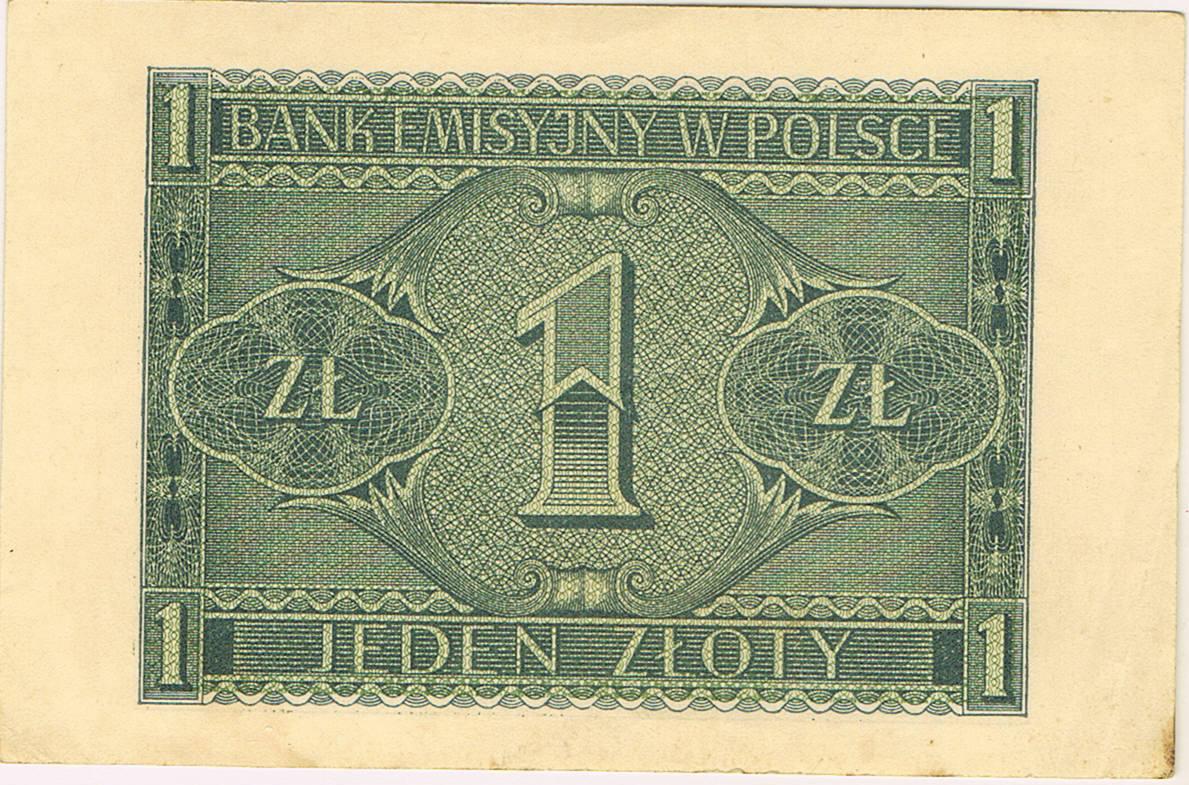 1 BANK EMISYJNY W POLSCE 1
1
ZŁ ZŁ
1 JEDEN ZŁOTY 1